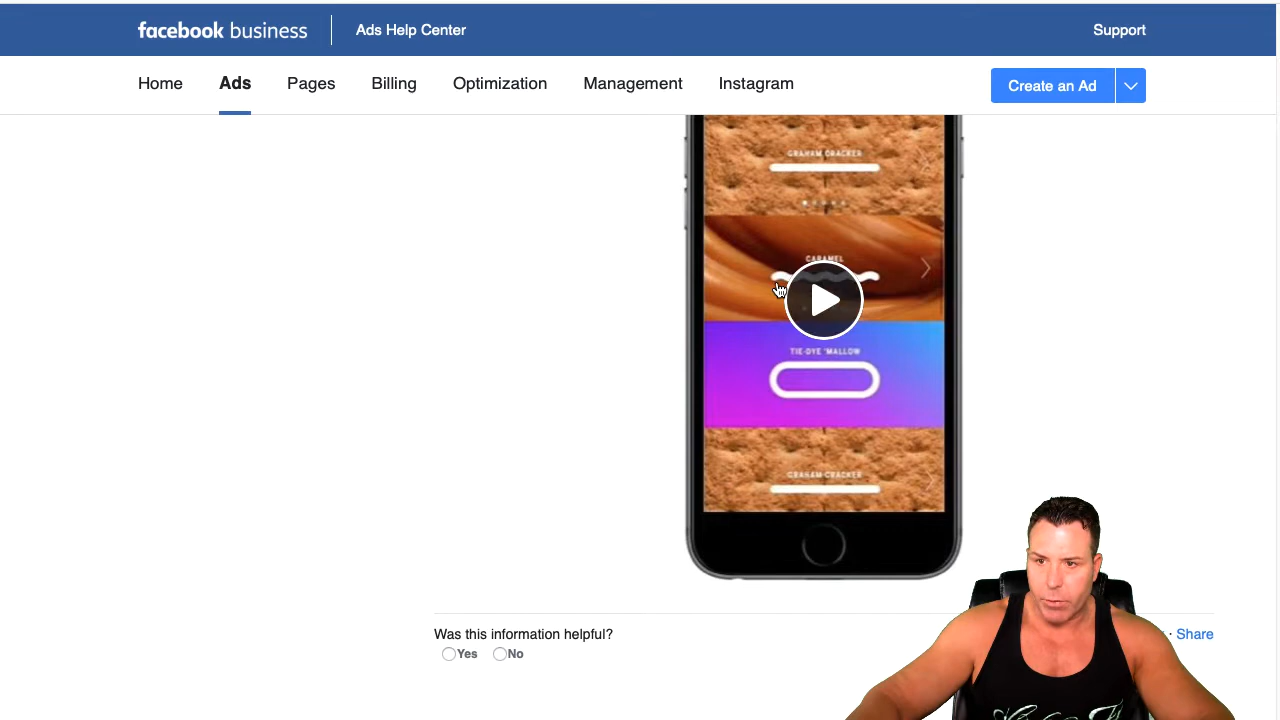 facebook business
Ads Help Center
Support
Home
Ads
Pages
Billing
Optimization
Management
Instagram
Create an Ad
GRAHAM CRACKER
CARAMEL
TIE-DYE 'MALLOW
GRAHAM CRACKER
Was this information helpful?
· Share
Yes
No